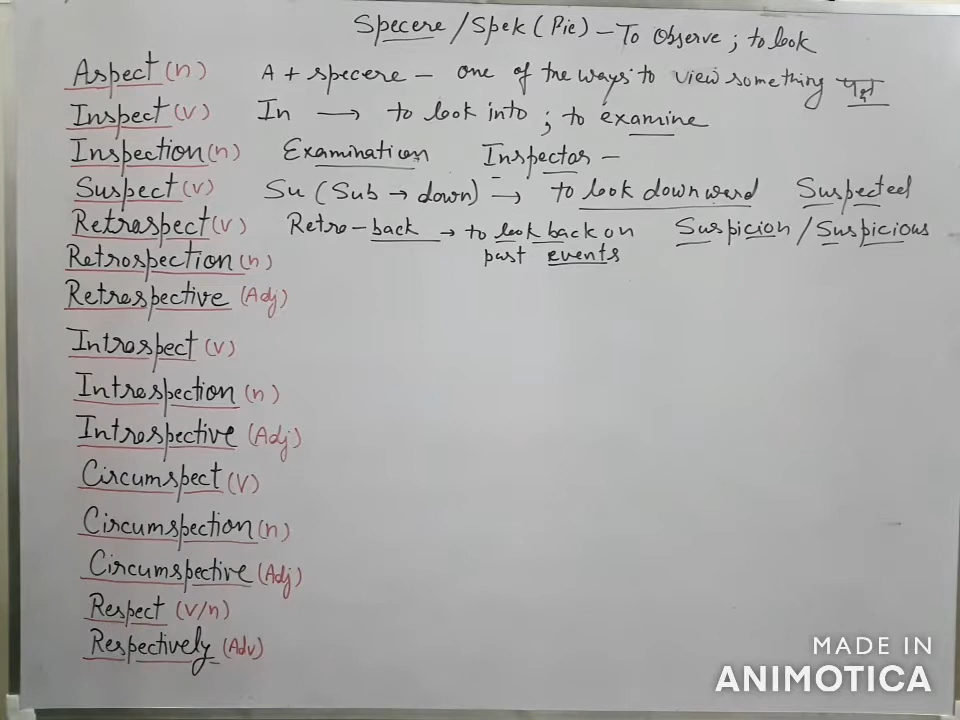 Specere / Spek (Pie) – To Observe ; to look
Aspect (n) A + specere – one of the ways to view something पक्ष
Inspect (v) In → to look into ; to examine
Inspection (n) Examination Inspector –
Suspect (v) Su (Sub → down) → to look downward Suspected
Retrospect (v) Retro – back → to look back on Suspicion / Suspicious
past events
Retrospection (n)
Retrospective (Adj)
Introspect (v)
Introspection (n)
Introspective (Adj)
Circumspect (V)
Circumspection (n)
Circumspective (Adj)
Respect (V/n)
Respectively (Adv)
MADE IN
ANIMOTICA